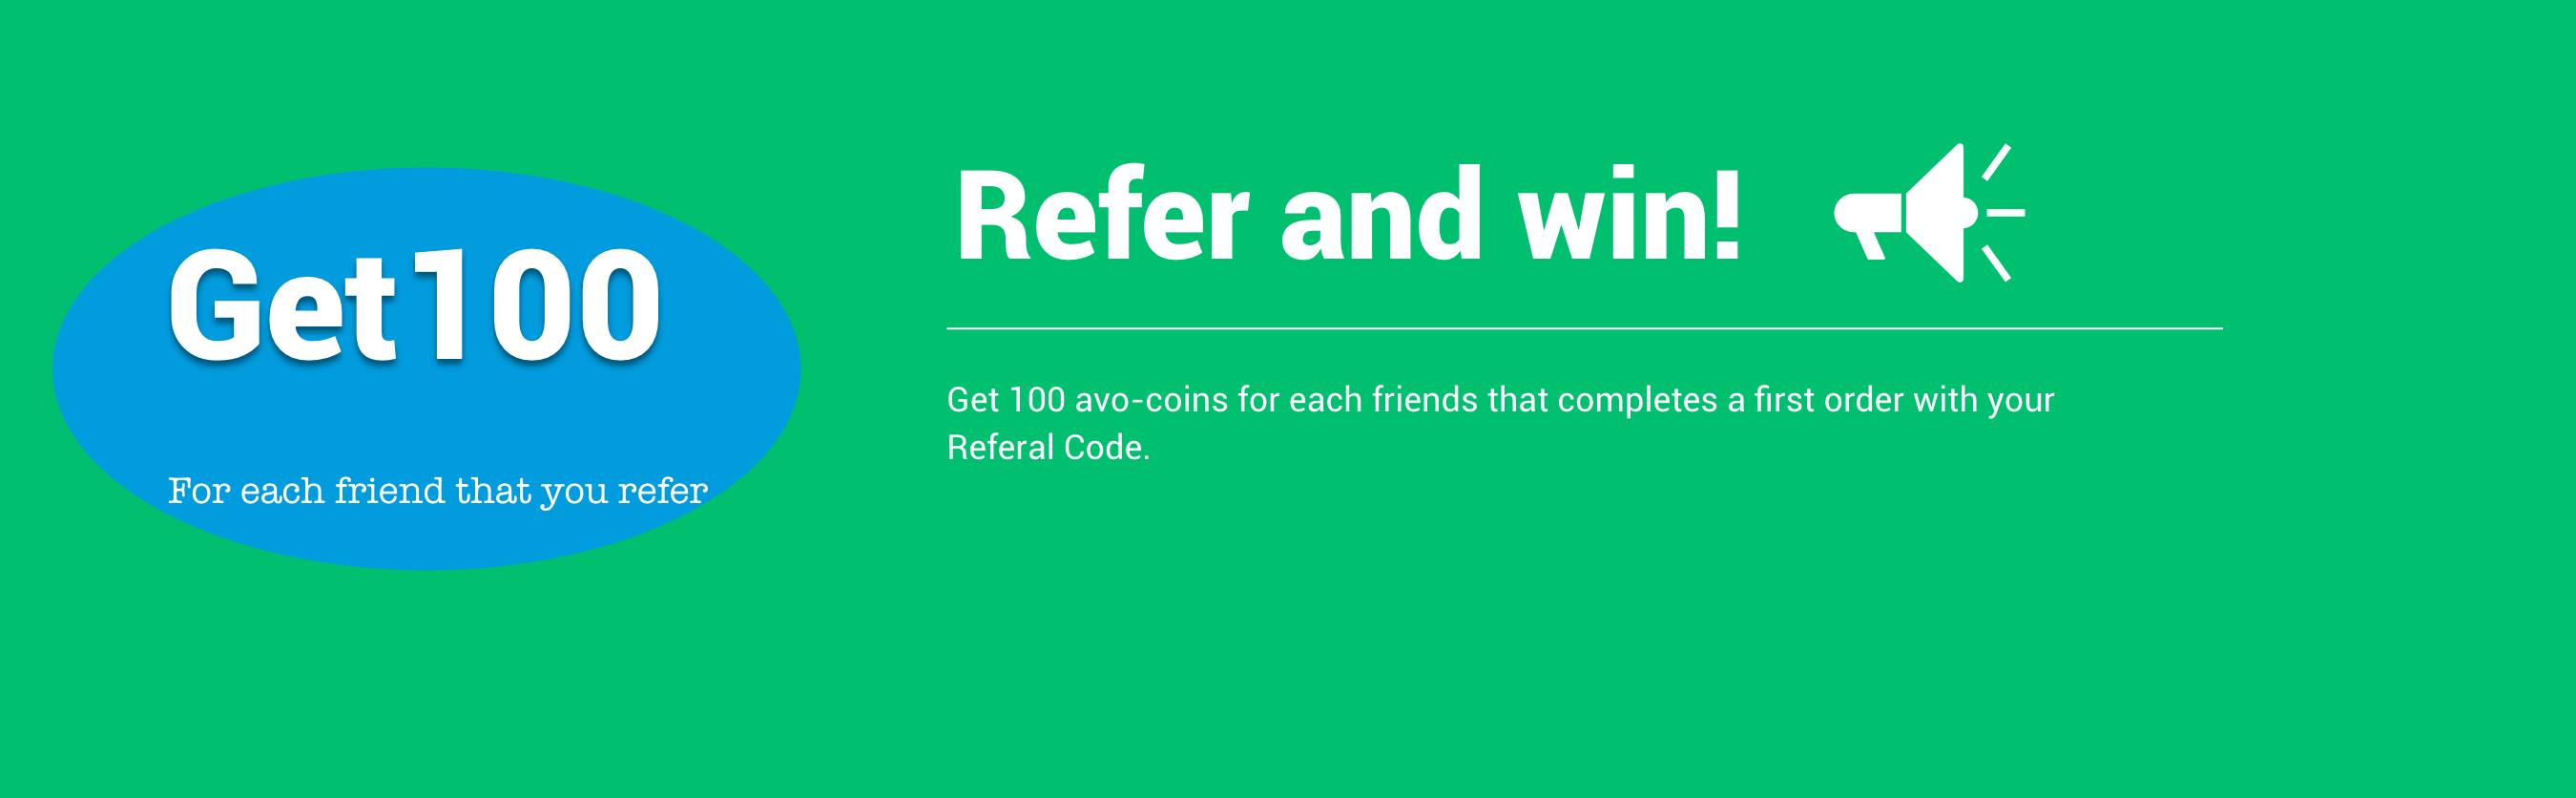 Get100
For each friend that you refer
Refer and win!
Get 100 avo-coins for each friends that completes a first order with your
Referal Code.